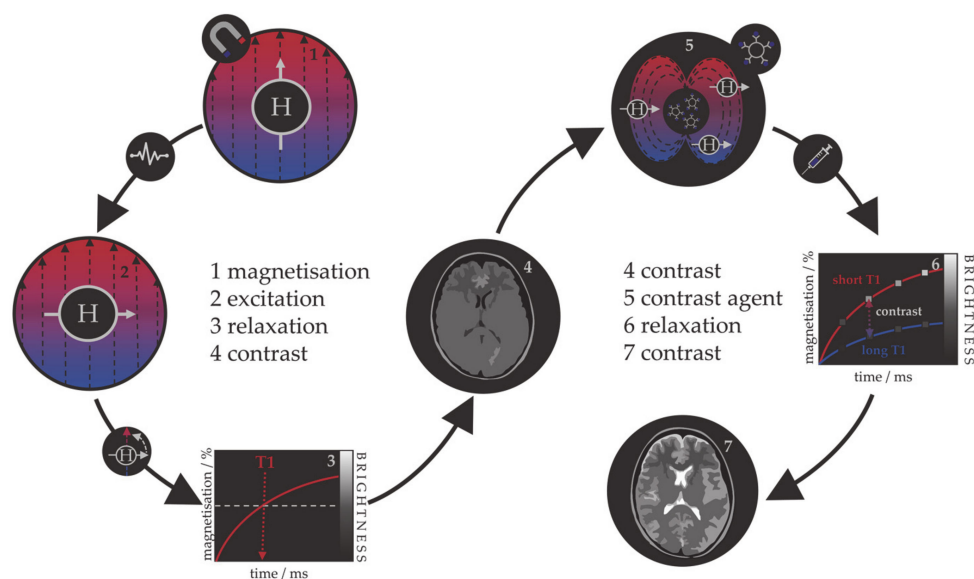 1
H
2
H
H
1 magnetisation
2 excitation
3 relaxation
4 contrast
magnetisation / %
T1
3
BRIGHTNESS
time / ms
4
5
H
H
H
4 contrast
5 contrast agent
6 relaxation
7 contrast
magnetisation / %
short T1
6
contrast
long T1
BRIGHTNESS
time / ms
7